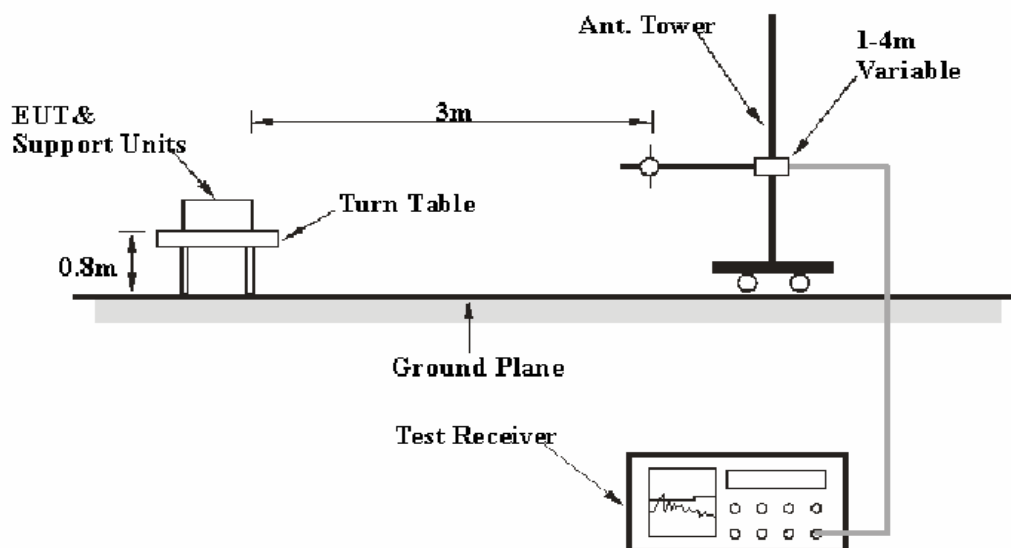 Ant. Tower
1-4m
Variable
3m
EUT&
Support Units
Turn Table
0.8m
Ground Plane
Test Receiver